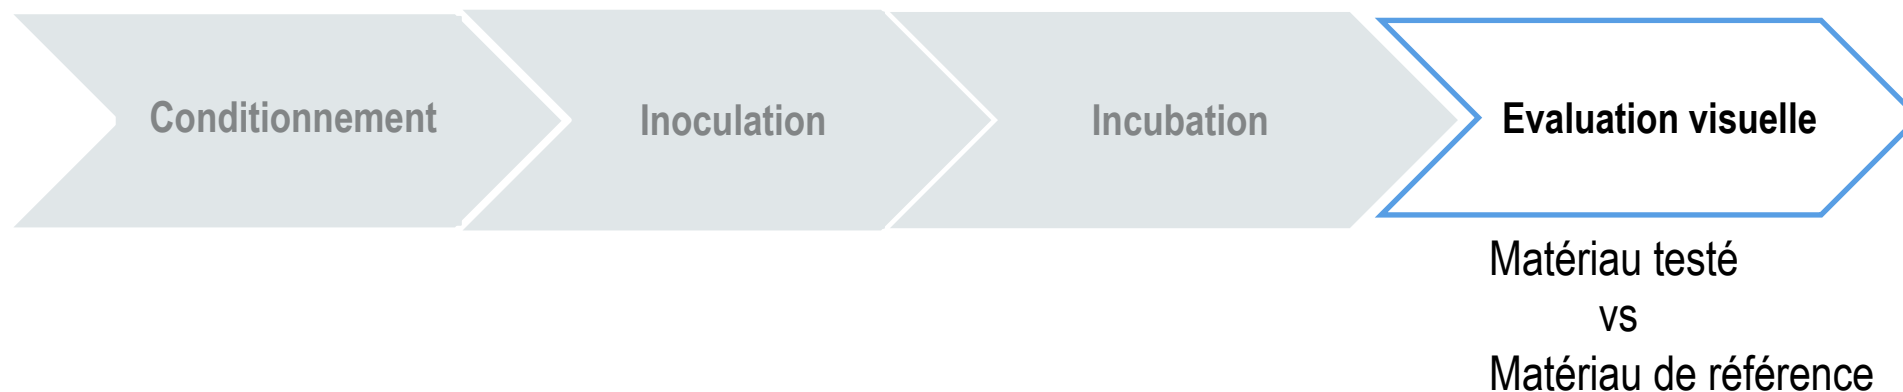 Conditionnement
Inoculation
Incubation
Evaluation visuelle
Matériau testé
vs
Matériau de référence